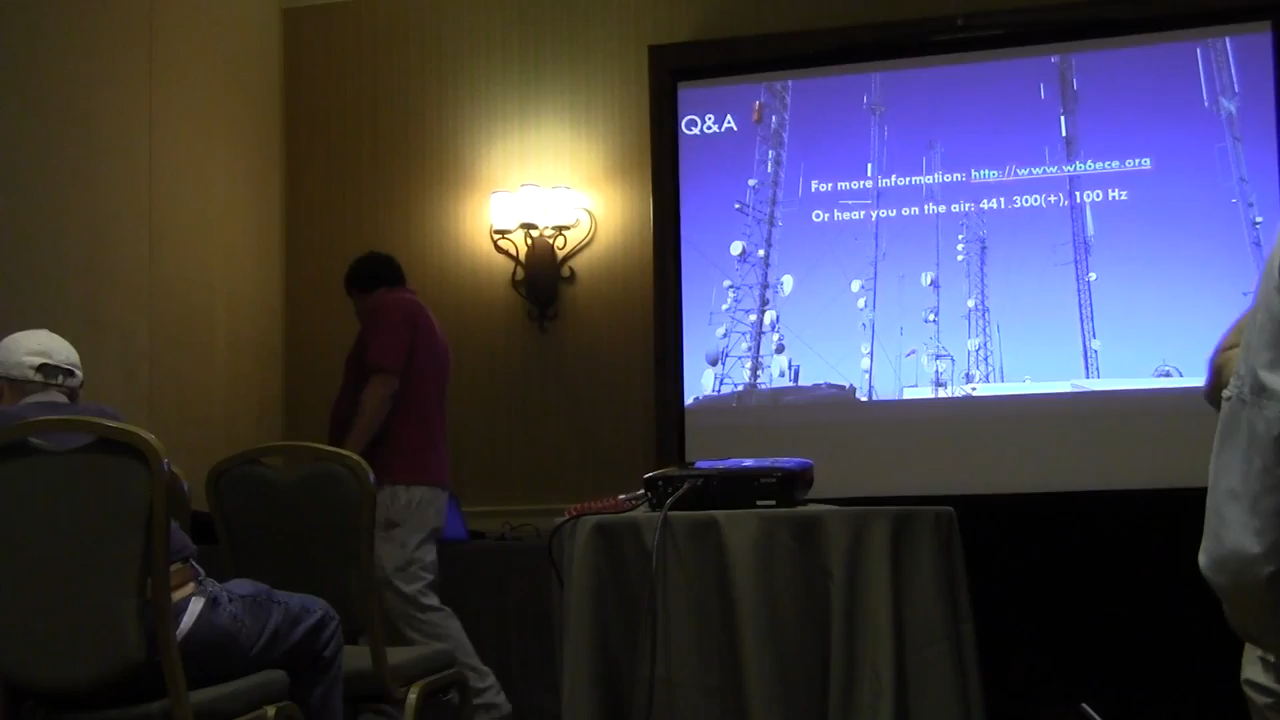 Q&A
For more information: http://www.wb6ece.org
Or hear you on the air: 441.300(+), 100 Hz